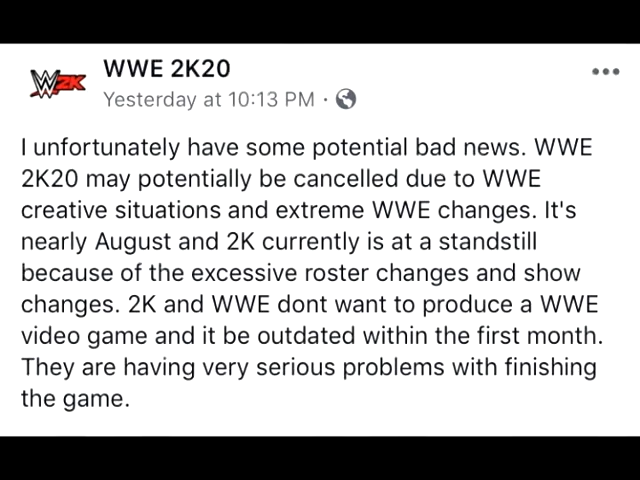 W2K
WWE 2K20
Yesterday at 10:13 PM ·
I unfortunately have some potential bad news. WWE
2K20 may potentially be cancelled due to WWE
creative situations and extreme WWE changes. It's
nearly August and 2K currently is at a standstill
because of the excessive roster changes and show
changes. 2K and WWE dont want to produce a WWE
video game and it be outdated within the first month.
They are having very serious problems with finishing
the game.